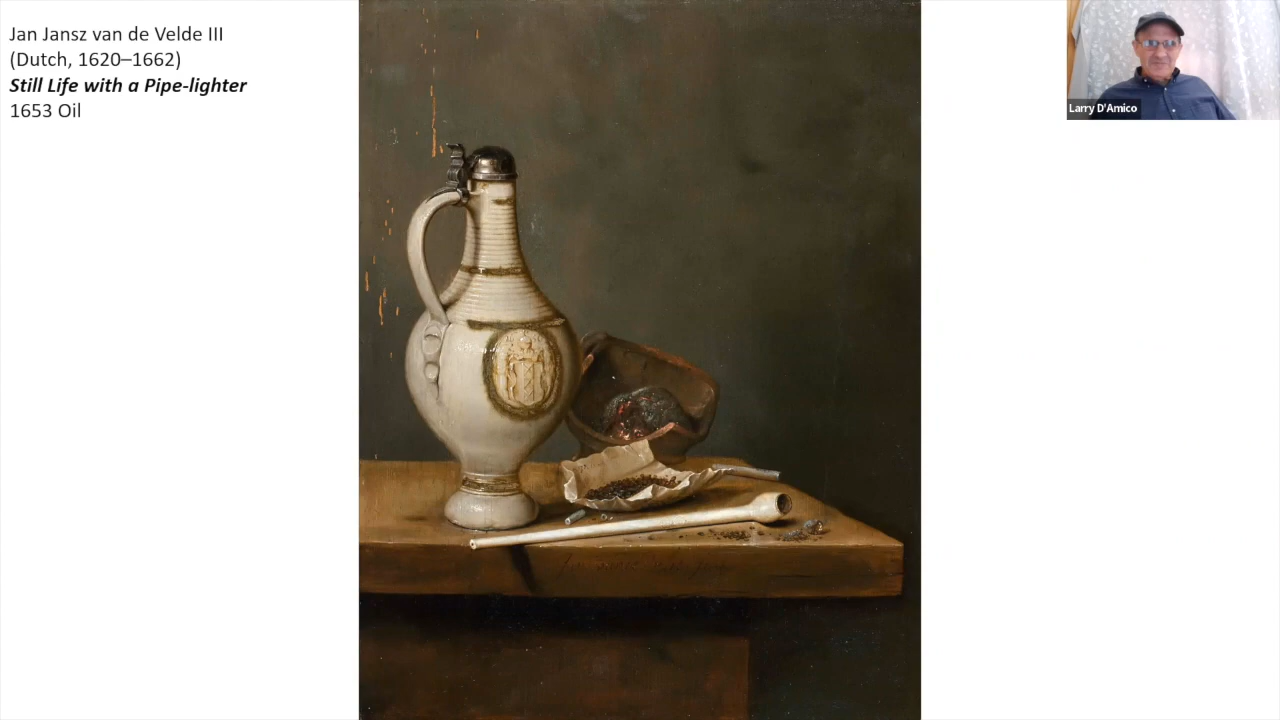 Jan Jansz van de Velde III
(Dutch, 1620–1662)
Still Life with a Pipe-lighter
1653 Oil
Larry D'Amico